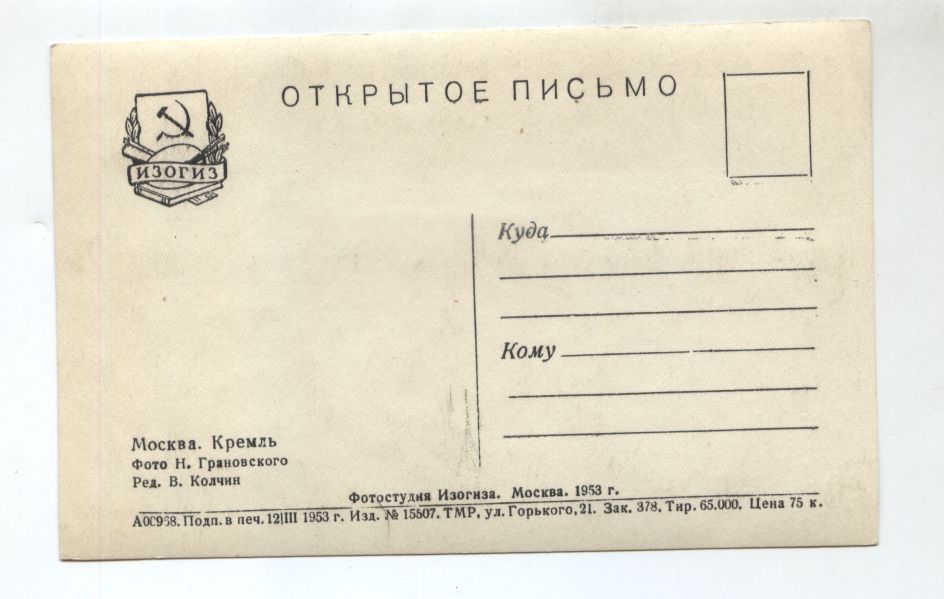 ОТКРЫТОЕ ПИСЬМО
ИЗОГИЗ
Куда
Кому
Москва. Кремль
Фото Н. Грановского
Ред. В. Колчин
Фотостудия Изогиза. Москва. 1953 г.
А00968. Подп. в печ. 12|III 1953 г. Изд. № 15507. ТМР, ул. Горького, 21. Зак. 378. Тир. 65.000. Цена 75 к.